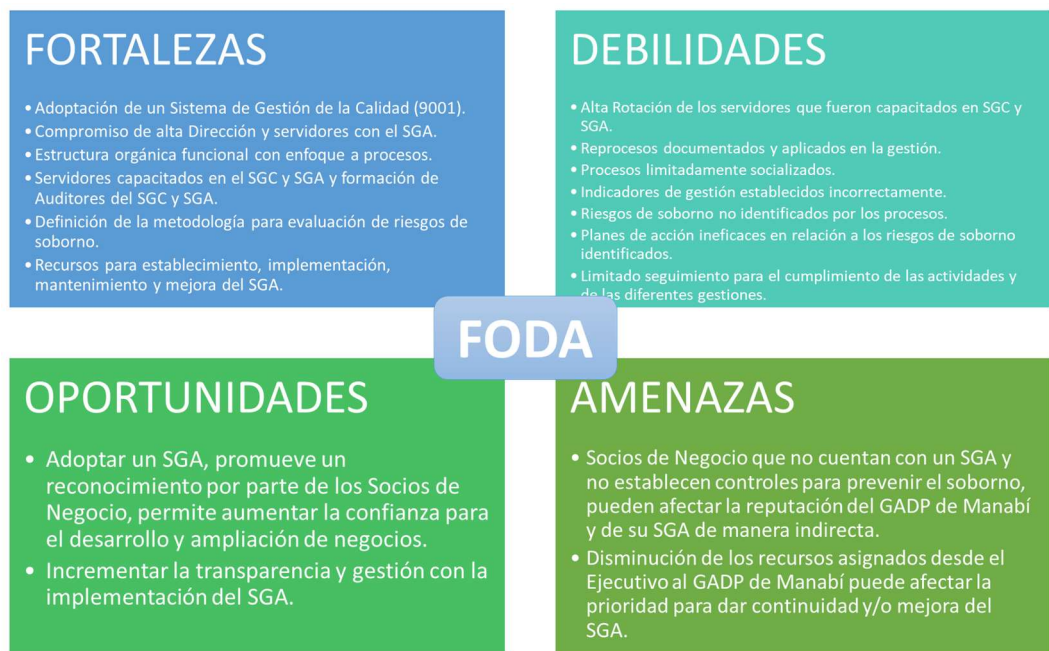 FORTALEZAS
• Adoptación de un Sistema de Gestión de la Calidad (9001).
• Compromiso de alta Dirección y servidores con el SGA.
• Estructura orgánica funcional con enfoque a procesos.
• Servidores capacitados en el SGC y SGA y formación de
Auditores del SGC y SGA.
• Definición de la metodología para evaluación de riesgos de
soborno.
• Recursos para establecimiento, implementación,
mantenimiento y mejora del SGA.
DEBILIDADES
• Alta Rotación de los servidores que fueron capacitados en SGC y
SGA.
• Reprocesos documentados y aplicados en la gestión.
• Procesos limitadamente socializados.
• Indicadores de gestión establecidos incorrectamente.
• Riesgos de soborno no identificados por los procesos.
• Planes de acción ineficaces en relación a los riesgos de soborno
identificados.
• Limitado seguimiento para el cumplimiento de las actividades y
de las diferentes gestiones.
FODA
OPORTUNIDADES
• Adoptar un SGA, promueve un
reconocimiento por parte de los Socios de
Negocio, permite aumentar la confianza para
el desarrollo y ampliación de negocios.
• Incrementar la transparencia y gestión con la
implementación del SGA.
AMENAZAS
• Socios de Negocio que no cuentan con un SGA y
no establecen controles para prevenir el soborno,
pueden afectar la reputación del GADP de Manabí
y de su SGA de manera indirecta.
• Disminución de los recursos asignados desde el
Ejecutivo al GADP de Manabí puede afectar la
prioridad para dar continuidad y/o mejora del
SGA.